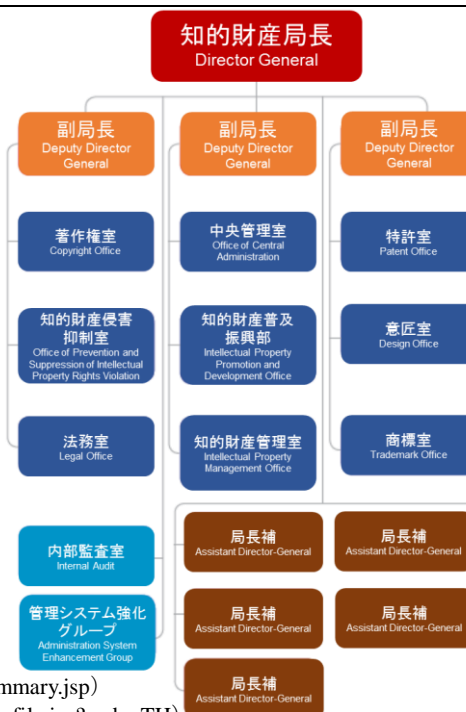 知的財産局長
Director General
副局長
Deputy Director
General
副局長
Deputy Director
General
副局長
Deputy Director
General
著作権室
Copyright Office
中央管理室
Office of Central
Administration
特許室
Patent Office
知的財産侵害
抑制室
Office of Prevention and
Suppression of Intellectual
Property Rights Violation
知的財産普及
振興部
Intellectual Property
Promotion and
Development Office
意匠室
Design Office
法務室
Legal Office
知的財産管理室
Intellectual Property
Management Office
商標室
Trademark Office
内部監査室
Internal Audit
局長補
Assistant Director-General
局長補
Assistant Director-General
管理システム強化
グループ
Administration System
Enhancement Group
局長補
Assistant Director-General
局長補
Assistant Director-General
局長補
Assistant Director-General
mmary.jsp）